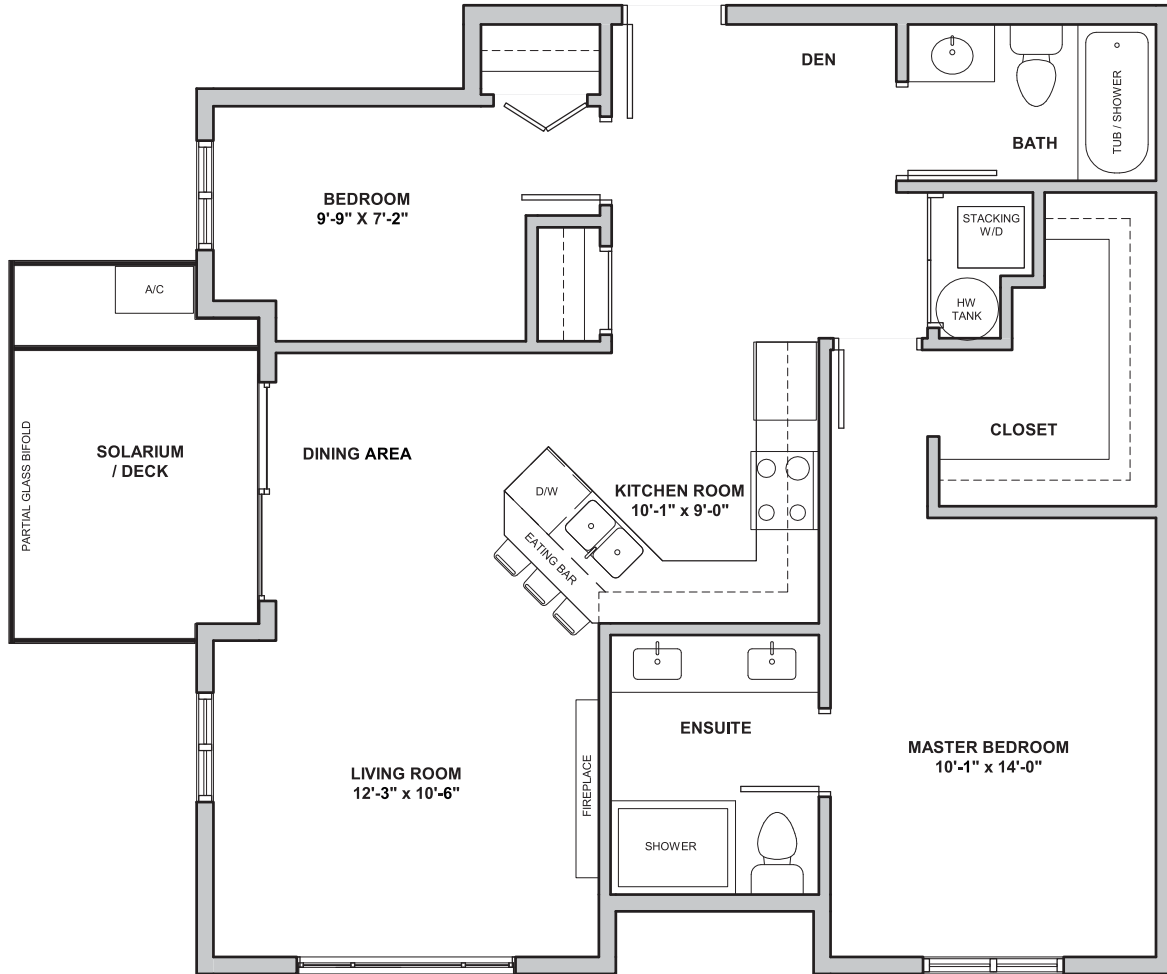 DEN
BATH
TUB / SHOWER
BEDROOM
9'-9" X 7'-2"
STACKING
W/D
HW
TANK
A/C
PARTIAL GLASS BIFOLD
SOLARIUM
/ DECK
DINING AREA
CLOSET
D/W
KITCHEN ROOM
10'-1" x 9'-0"
EATING BAR
ENSUITE
MASTER BEDROOM
10'-1" x 14'-0"
LIVING ROOM
12'-3" x 10'-6"
FIREPLACE
SHOWER